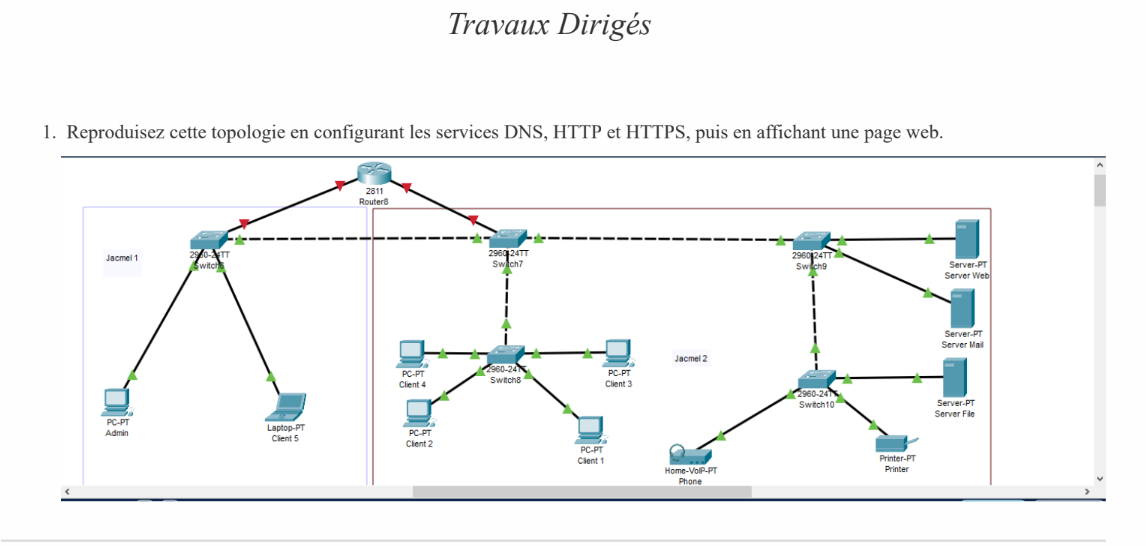 Travaux Dirigés
1. Reproduisez cette topologie en configurant les services DNS, HTTP et HTTPS, puis en affichant une page web.
2811
Router8
Jacmel 1
2960-24TT
Switch6
2960-24TT
Switch7
2960-24TT
Switch9
Server-PT
Server Web
Server-PT
Server Mail
PC-PT
Client 4
2960-24TT
Switch8
PC-PT
Client 3
Jacmel 2
2960-24TT
Switch10
Server-PT
Server File
PC-PT
Admin
Laptop-PT
Client 5
PC-PT
Client 2
PC-PT
Client 1
Home-VoIP-PT
Phone
Printer-PT
Printer